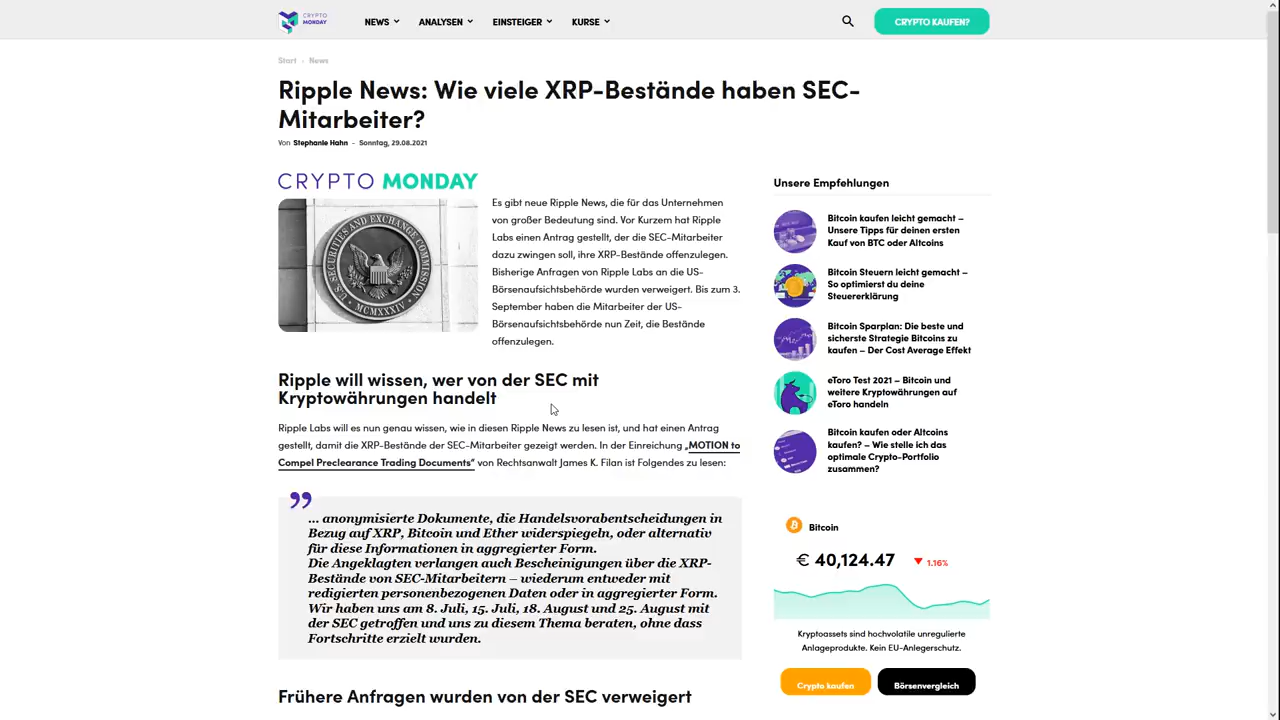 CRYPTO
MONDAY
NEWS
ANALYSEN
EINSTEIGER
KURSE
CRYPTO KAUFEN?
Start › News
Ripple News: Wie viele XRP-Bestände haben SEC-
Mitarbeiter?
Von Stephanie Hahn - Sonntag, 29.08.2021
CRYPTO MONDAY
U.S. SECURITIES AND EXCHANGE COMMISSION
MCMXXXIV
Es gibt neue Ripple News, die für das Unternehmen
von großer Bedeutung sind. Vor Kurzem hat Ripple
Labs einen Antrag gestellt, der die SEC-Mitarbeiter
dazu zwingen soll, ihre XRP-Bestände offenzulegen.
Bisherige Anfragen von Ripple Labs an die US-
Börsenaufsichtsbehörde wurden verweigert. Bis zum 3.
September haben die Mitarbeiter der US-
Börsenaufsichtsbehörde nun Zeit, die Bestände
offenzulegen.
Ripple will wissen, wer von der SEC mit
Kryptowährungen handelt
Ripple Labs will es nun genau wissen, wie in diesen Ripple News zu lesen ist, und hat einen Antrag
gestellt, damit die XRP-Bestände der SEC-Mitarbeiter gezeigt werden. In der Einreichung „MOTION to
Compel Preclearance Trading Documents“ von Rechtsanwalt James K. Filan ist Folgendes zu lesen:
… anonymisierte Dokumente, die Handelsvorabentscheidungen in
Bezug auf XRP, Bitcoin und Ether widerspiegeln, oder alternativ
für diese Informationen in aggregierter Form.
Die Angeklagten verlangen auch Bescheinigungen über die XRP-
Bestände von SEC-Mitarbeitern – wiederum entweder mit
redigierten personenbezogenen Daten oder in aggregierter Form.
Wir haben uns am 8. Juli, 15. Juli, 18. August und 25. August mit
der SEC getroffen und uns zu diesem Thema beraten, ohne dass
Fortschritte erzielt wurden.
Frühere Anfragen wurden von der SEC verweigert
Unsere Empfehlungen
Bitcoin kaufen leicht gemacht –
Unsere Tipps für deinen ersten
Kauf von BTC oder Altcoins
Bitcoin Steuern leicht gemacht –
So optimierst du deine
Steuererklärung
Bitcoin Sparplan: Die beste und
sicherste Strategie Bitcoins zu
kaufen – Der Cost Average Effekt
eToro Test 2021 – Bitcoin und
weitere Kryptowährungen auf
eToro handeln
Bitcoin kaufen oder Altcoins
kaufen? – Wie stelle ich das
optimale Crypto-Portfolio
zusammen?
Bitcoin
€ 40,124.47 ▼ 1.16%
Kryptoassets sind hochvolatile unregulierte
Anlageprodukte. Kein EU-Anlegerschutz.
Crypto kaufen
Börsenvergleich